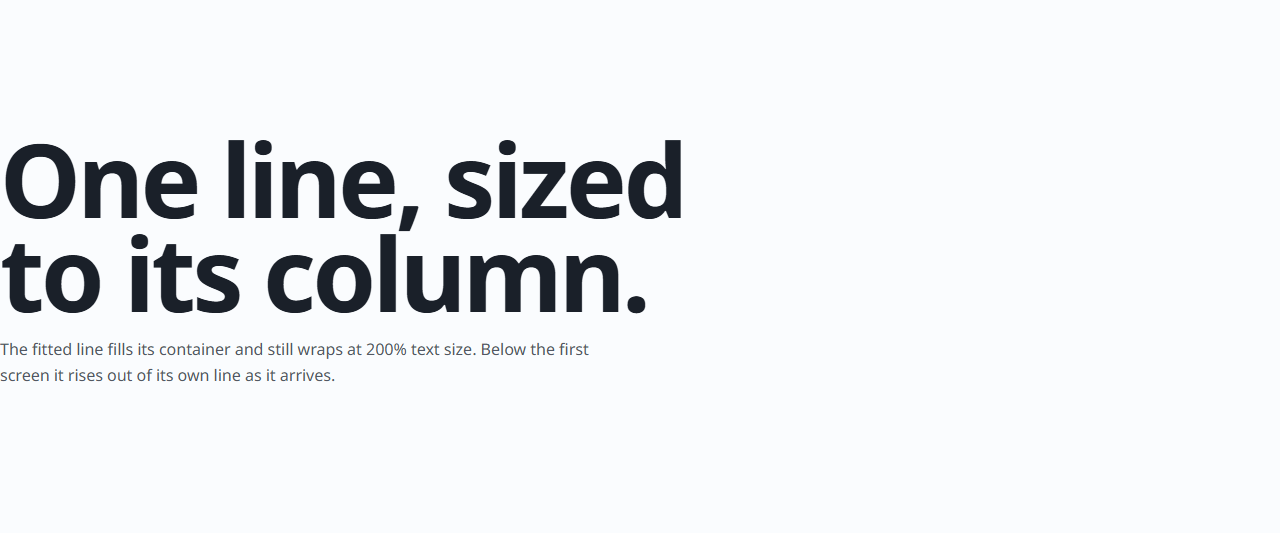 One line, sized
to its column.
The fitted line fills its container and still wraps at 200% text size. Below the first
screen it rises out of its own line as it arrives.